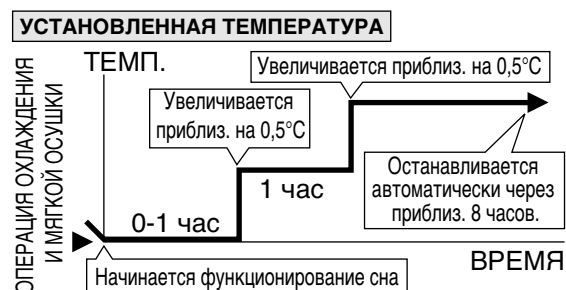 УСТАНОВЛЕННАЯ ТЕМПЕРАТУРА
ОПЕРАЦИЯ ОХЛАЖДЕНИЯ
И МЯГКОЙ ОСУШКИ
ТЕМП.
Увеличивается приблиз. на 0,5°C
Увеличивается
приблиз. на 0,5°C
0-1 час
1 час
Останавливается
автоматически через
приблиз. 8 часов.
ВРЕМЯ
Начинается функционирование сна